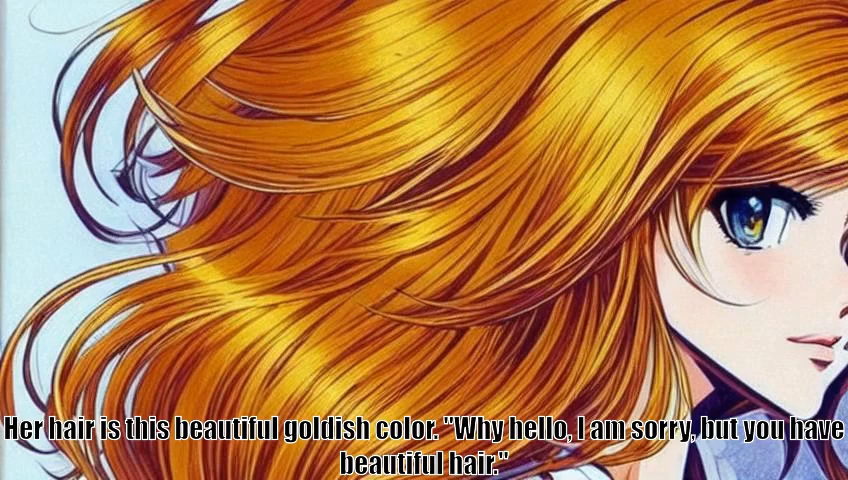 Her hair is this beautiful goldish color. "Why hello, I am sorry, but you have
beautiful hair."